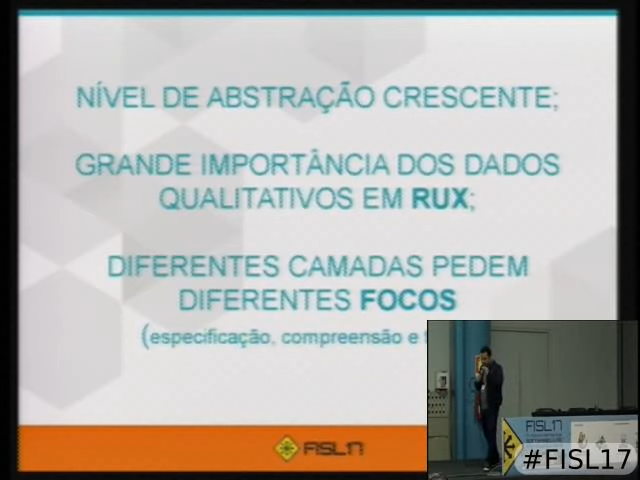 NÍVEL DE ABSTRAÇÃO CRESCENTE;
GRANDE IMPORTÂNCIA DOS DADOS
QUALITATIVOS EM RUX;
DIFERENTES CAMADAS PEDEM
DIFERENTES FOCOS
(especificação, compreensão e
FISL17
FISL17
#FISL17